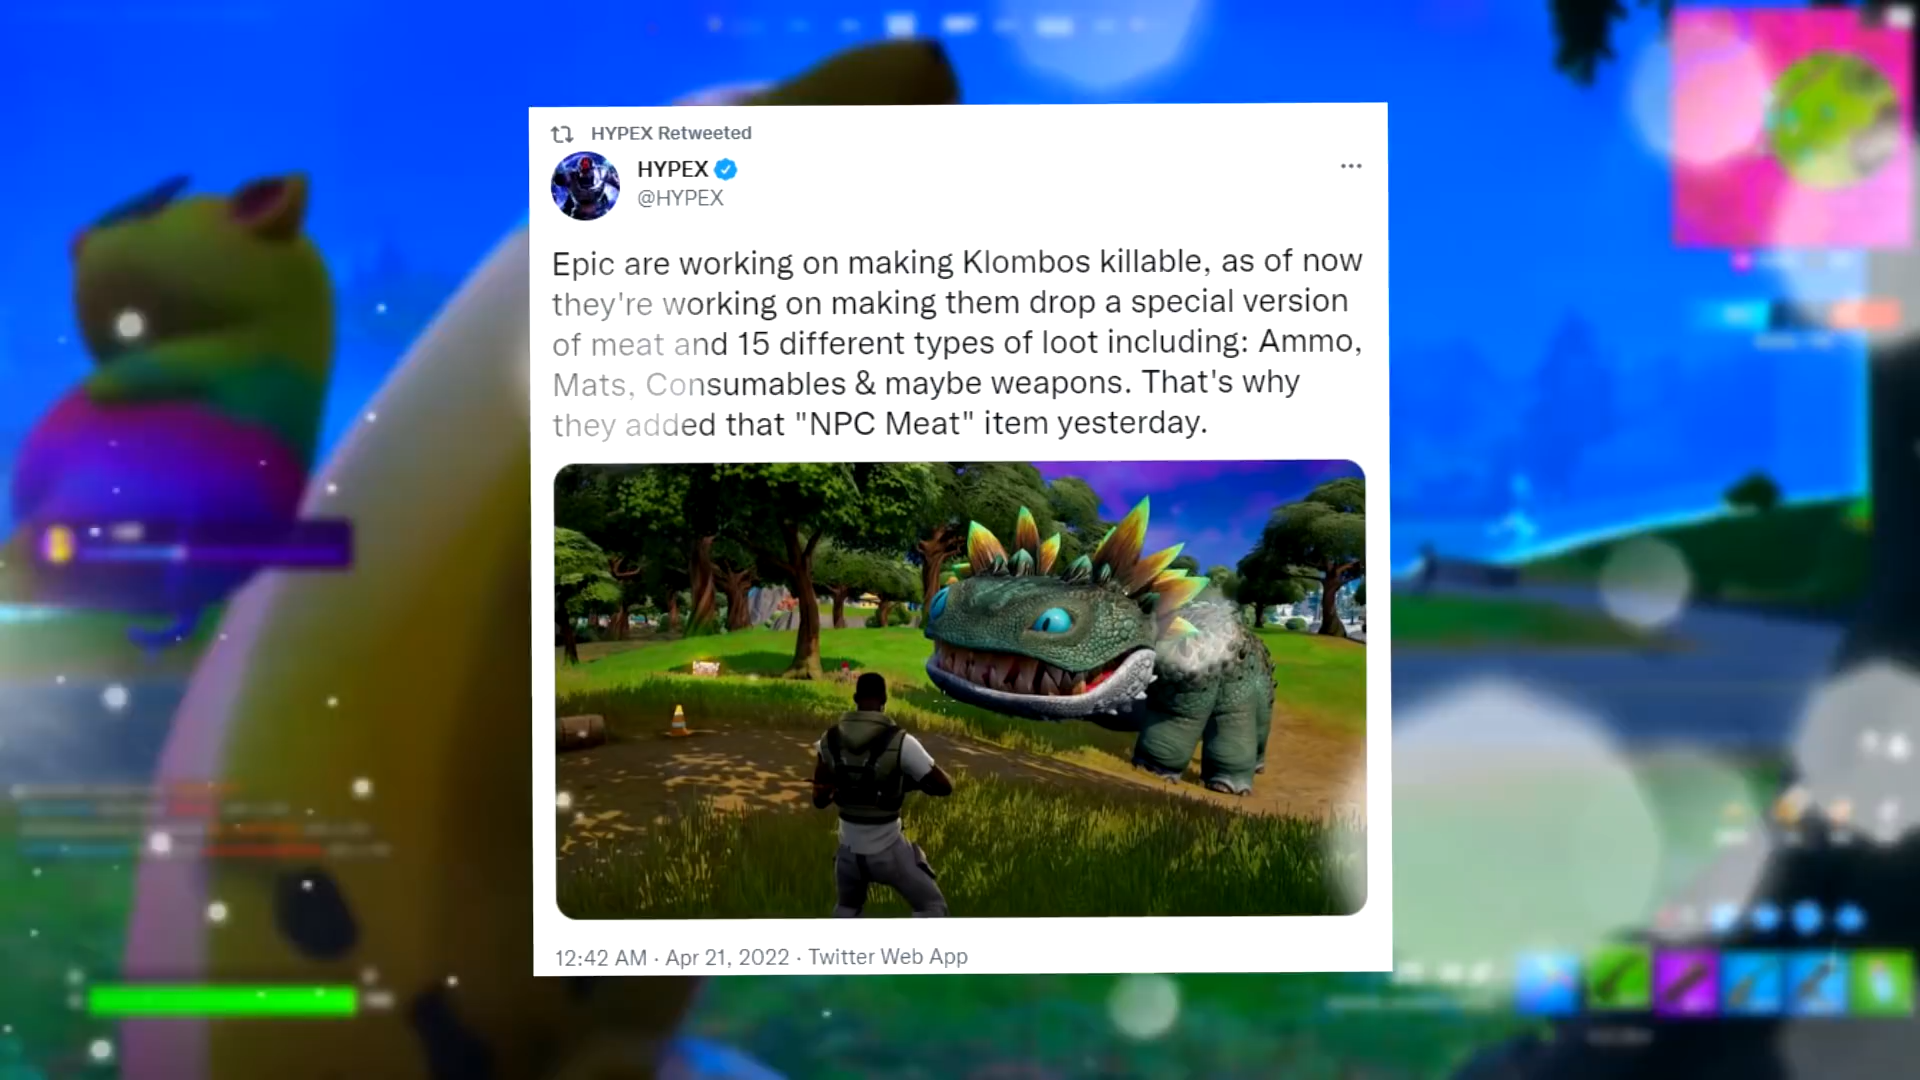 HYPEX Retweeted
HYPEX
@HYPEX
Epic are working on making Klombos killable, as of now
they're working on making them drop a special version
of meat and 15 different types of loot including: Ammo,
Mats, Consumables & maybe weapons. That's why
they added that "NPC Meat" item yesterday.
12:42 AM · Apr 21, 2022 · Twitter Web App